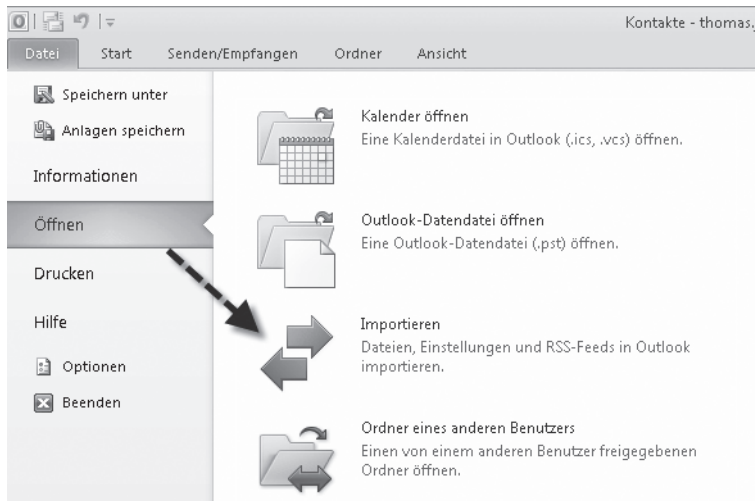 Kontakte - thomas.
Datei Start Senden/Empfangen Ordner Ansicht
Speichern unter
Anlagen speichern
Informationen
Öffnen
Drucken
Hilfe
Optionen
Beenden
Kalender öffnen
Eine Kalenderdatei in Outlook (.ics, .vcs) öffnen.
Outlook-Datendatei öffnen
Eine Outlook-Datendatei (.pst) öffnen.
Importieren
Dateien, Einstellungen und RSS-Feeds in Outlook
importieren.
Ordner eines anderen Benutzers
Einen von einem anderen Benutzer freigegebenen
Ordner öffnen.